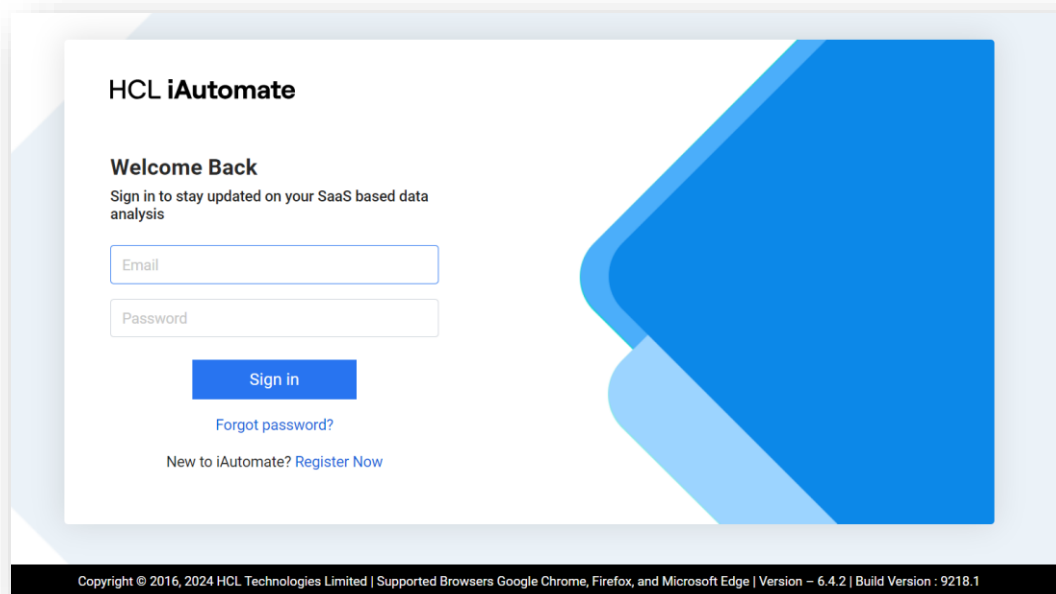 HCL iAutomate
Welcome Back
Sign in to stay updated on your SaaS based data
analysis
Email
Password
Sign in
Forgot password?
New to iAutomate? Register Now
Copyright © 2016, 2024 HCL Technologies Limited | Supported Browsers Google Chrome, Firefox, and Microsoft Edge | Version – 6.4.2 | Build Version : 9218.1